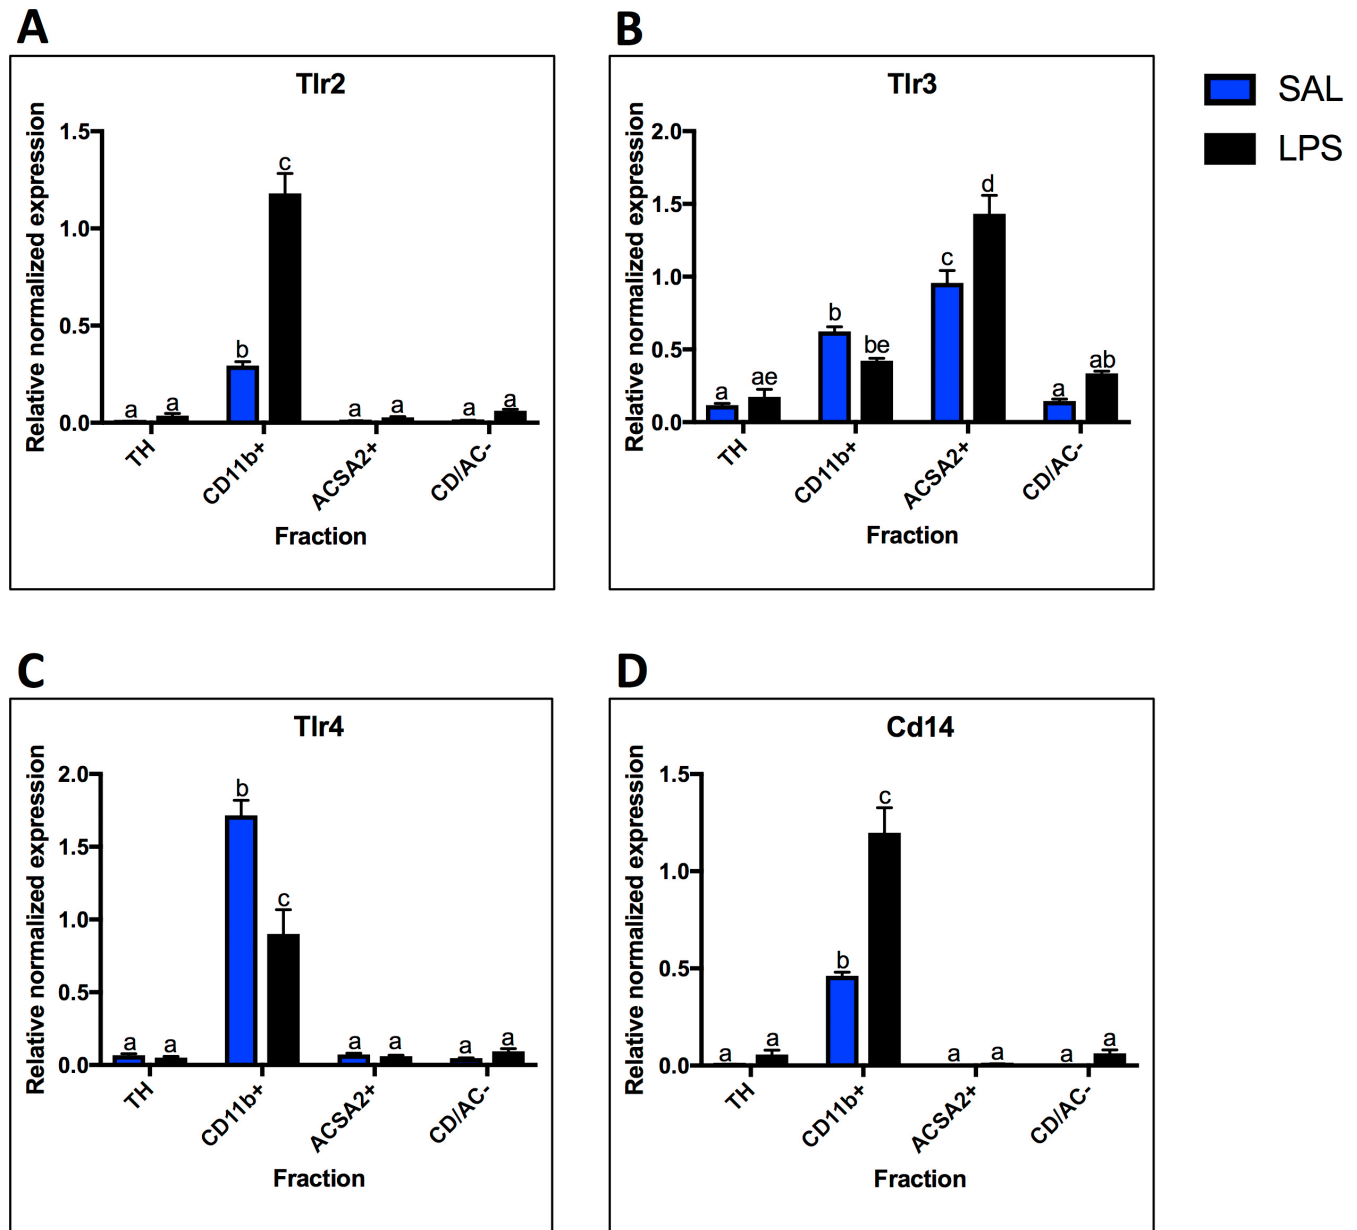 A
Tlr2
Relative normalized expression
1.5
1.0
0.5
0.0
a a b c a a a a
TH CD11b+ ACSA2+ CD/AC-
Fraction
B
Tlr3
Relative normalized expression
2.0
1.5
1.0
0.5
0.0
a ae b be c d a ab
TH CD11b+ ACSA2+ CD/AC-
Fraction
SAL
LPS
C
Tlr4
Relative normalized expression
2.0
1.5
1.0
0.5
0.0
a a b c a a a a
TH CD11b+ ACSA2+ CD/AC-
Fraction
D
Cd14
Relative normalized expression
1.5
1.0
0.5
0.0
a a b c a a a a
TH CD11b+ ACSA2+ CD/AC-
Fraction